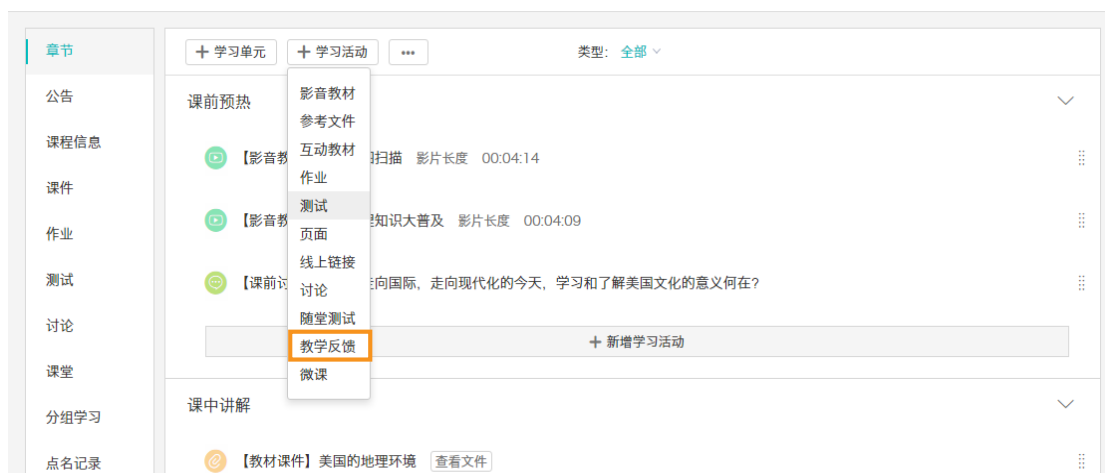 章节
公告
课程信息
课件
作业
测试
讨论
课堂
分组学习
点名记录
+ 学习单元
+ 学习活动
•••
类型: 全部
影音教材
参考文件
互动教材
作业
测试
页面
线上链接
讨论
随堂测试
教学反馈
微课
课前预热
【影音教 扫描 影片长度 00:04:14
【影音教 知识大普及 影片长度 00:04:09
【课前讨 向国际，走向现代化的今天，学习和了解美国文化的意义何在?
+ 新增学习活动
课中讲解
【教材课件】美国的地理环境 查看文件